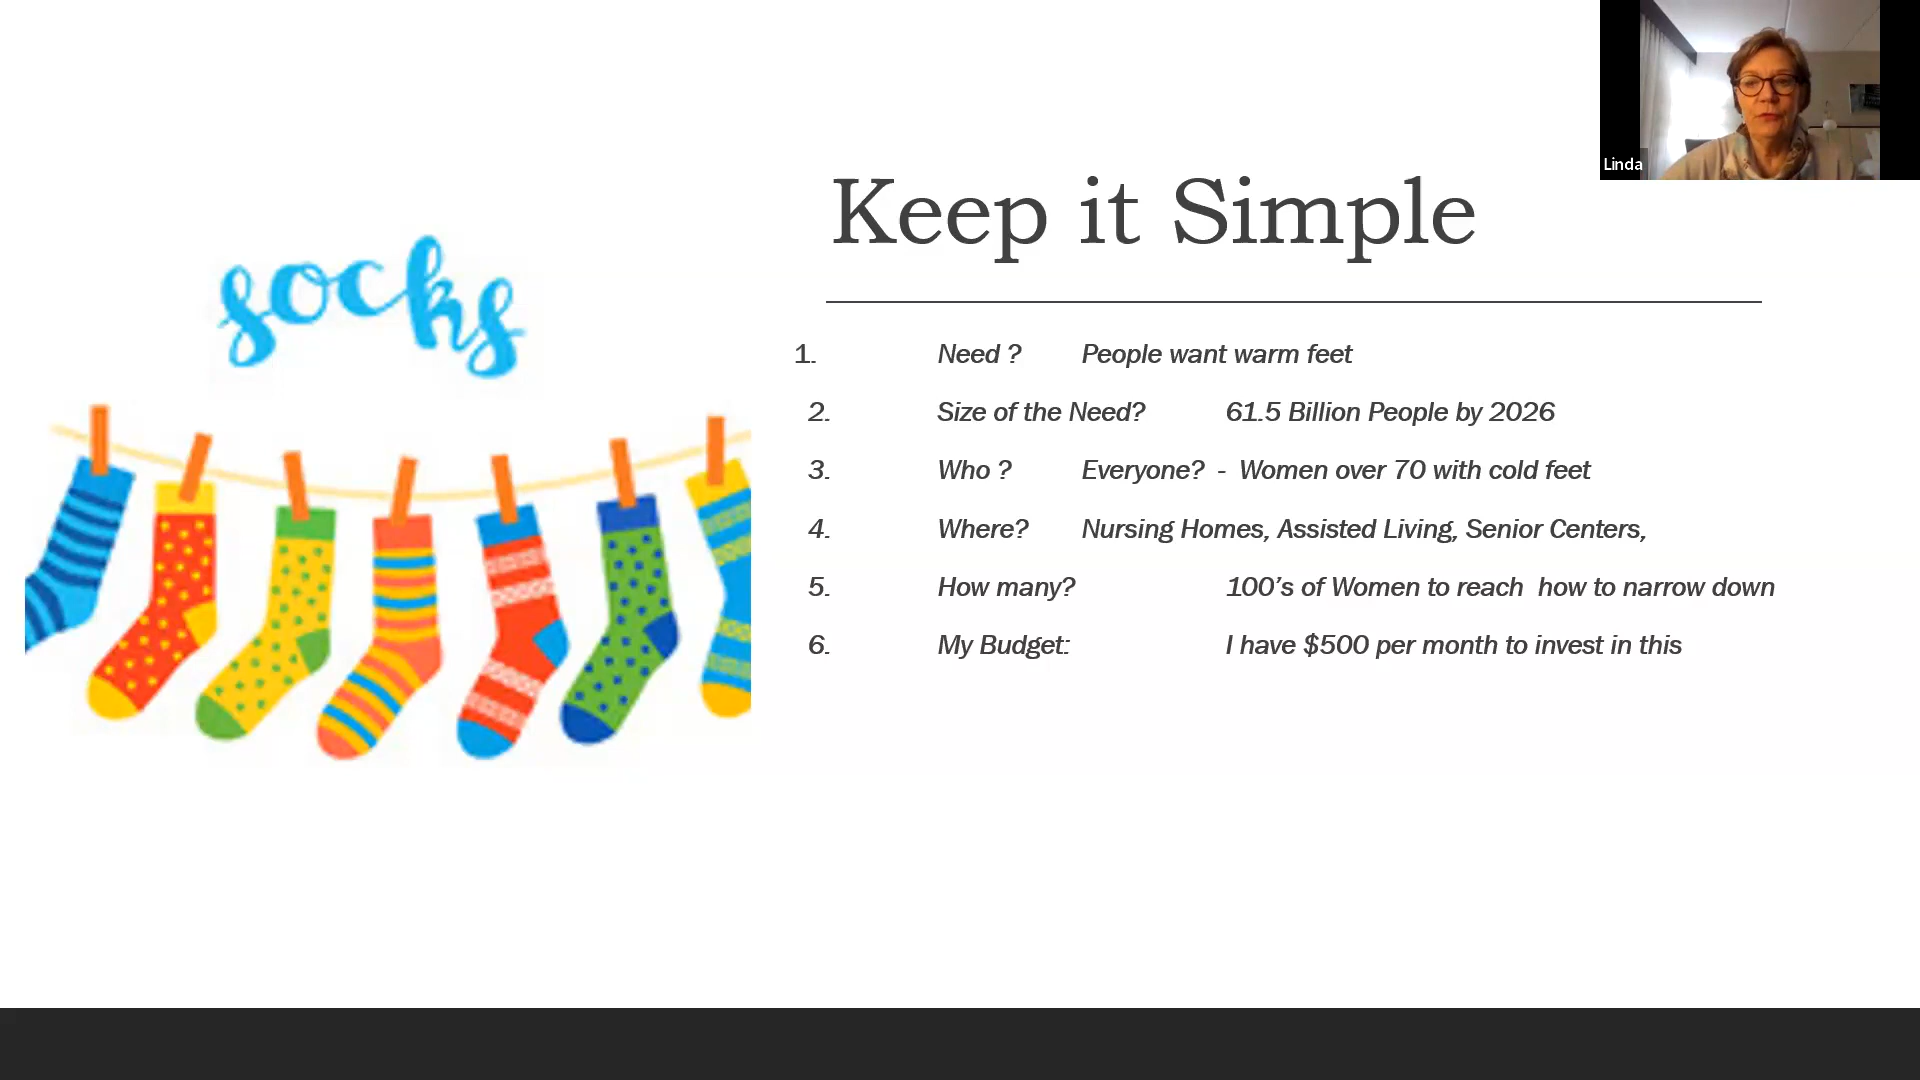 Linda
Keep it Simple
socks
1. Need ? People want warm feet
2. Size of the Need? 61.5 Billion People by 2026
3. Who ? Everyone? - Women over 70 with cold feet
4. Where? Nursing Homes, Assisted Living, Senior Centers,
5. How many? 100’s of Women to reach how to narrow down
6. My Budget: I have $500 per month to invest in this